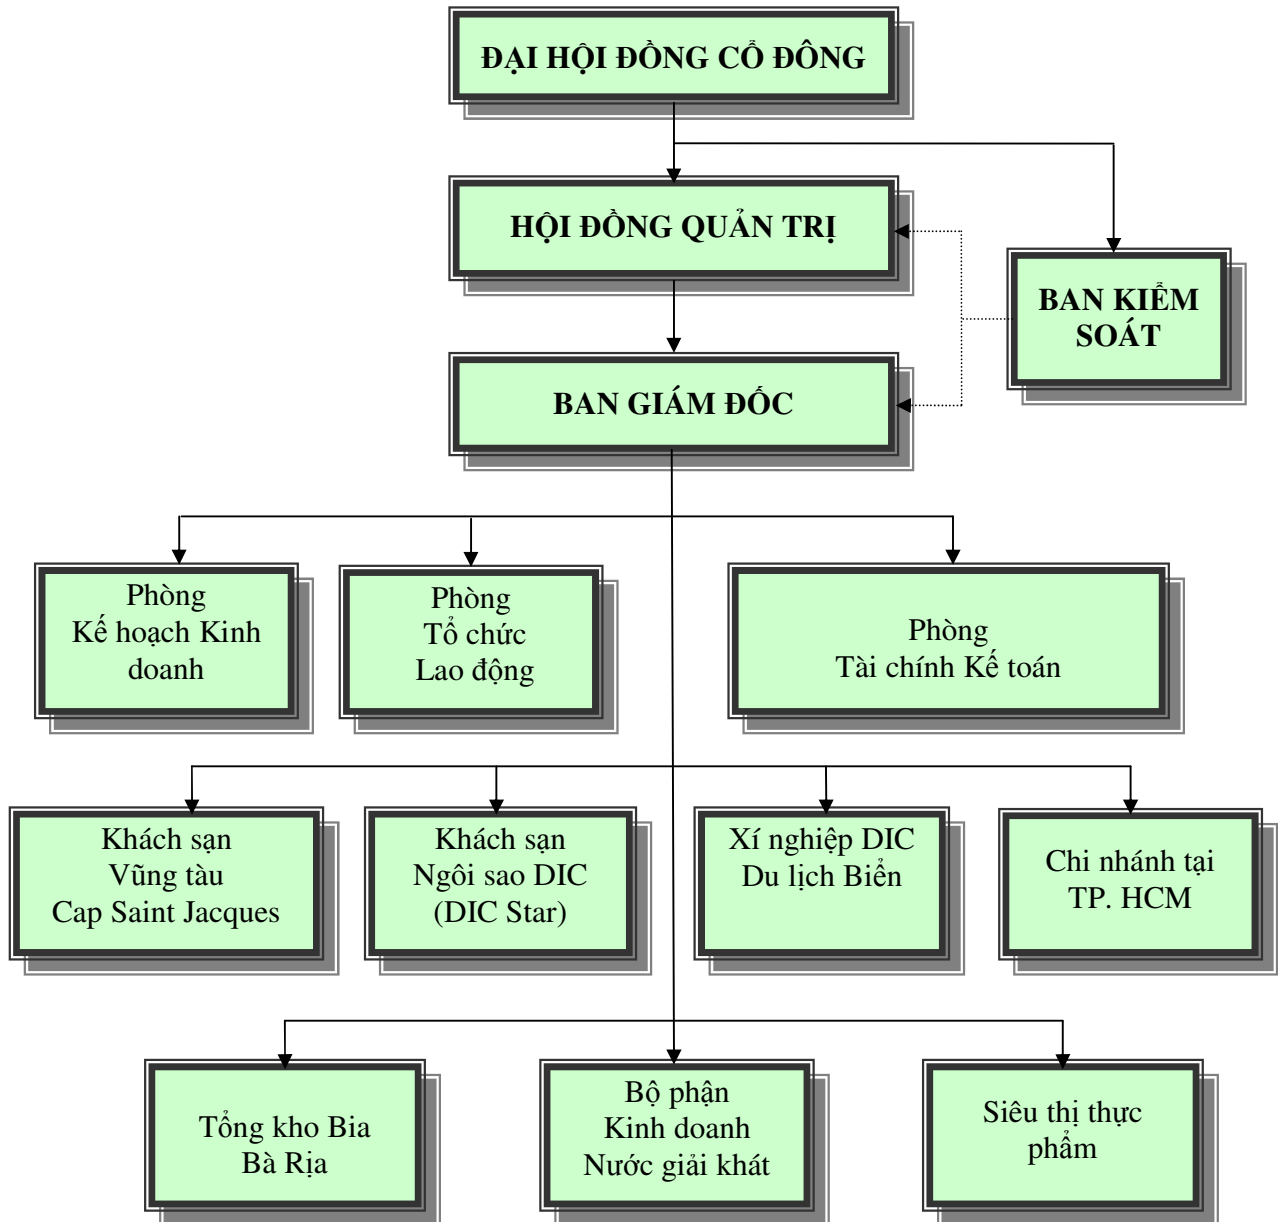 ĐẠI HỘI ĐỒNG CỔ ĐÔNG
HỘI ĐỒNG QUẢN TRỊ
BAN KIỂM
SOÁT
BAN GIÁM ĐỐC
Phòng
Kế hoạch Kinh
doanh
Phòng
Tổ chức
Lao động
Phòng
Tài chính Kế toán
Khách sạn
Vũng tàu
Cap Saint Jacques
Khách sạn
Ngôi sao DIC
(DIC Star)
Xí nghiệp DIC
Du lịch Biển
Chi nhánh tại
TP. HCM
Tổng kho Bia
Bà Rịa
Bộ phận
Kinh doanh
Nước giải khát
Siêu thị thực
phẩm